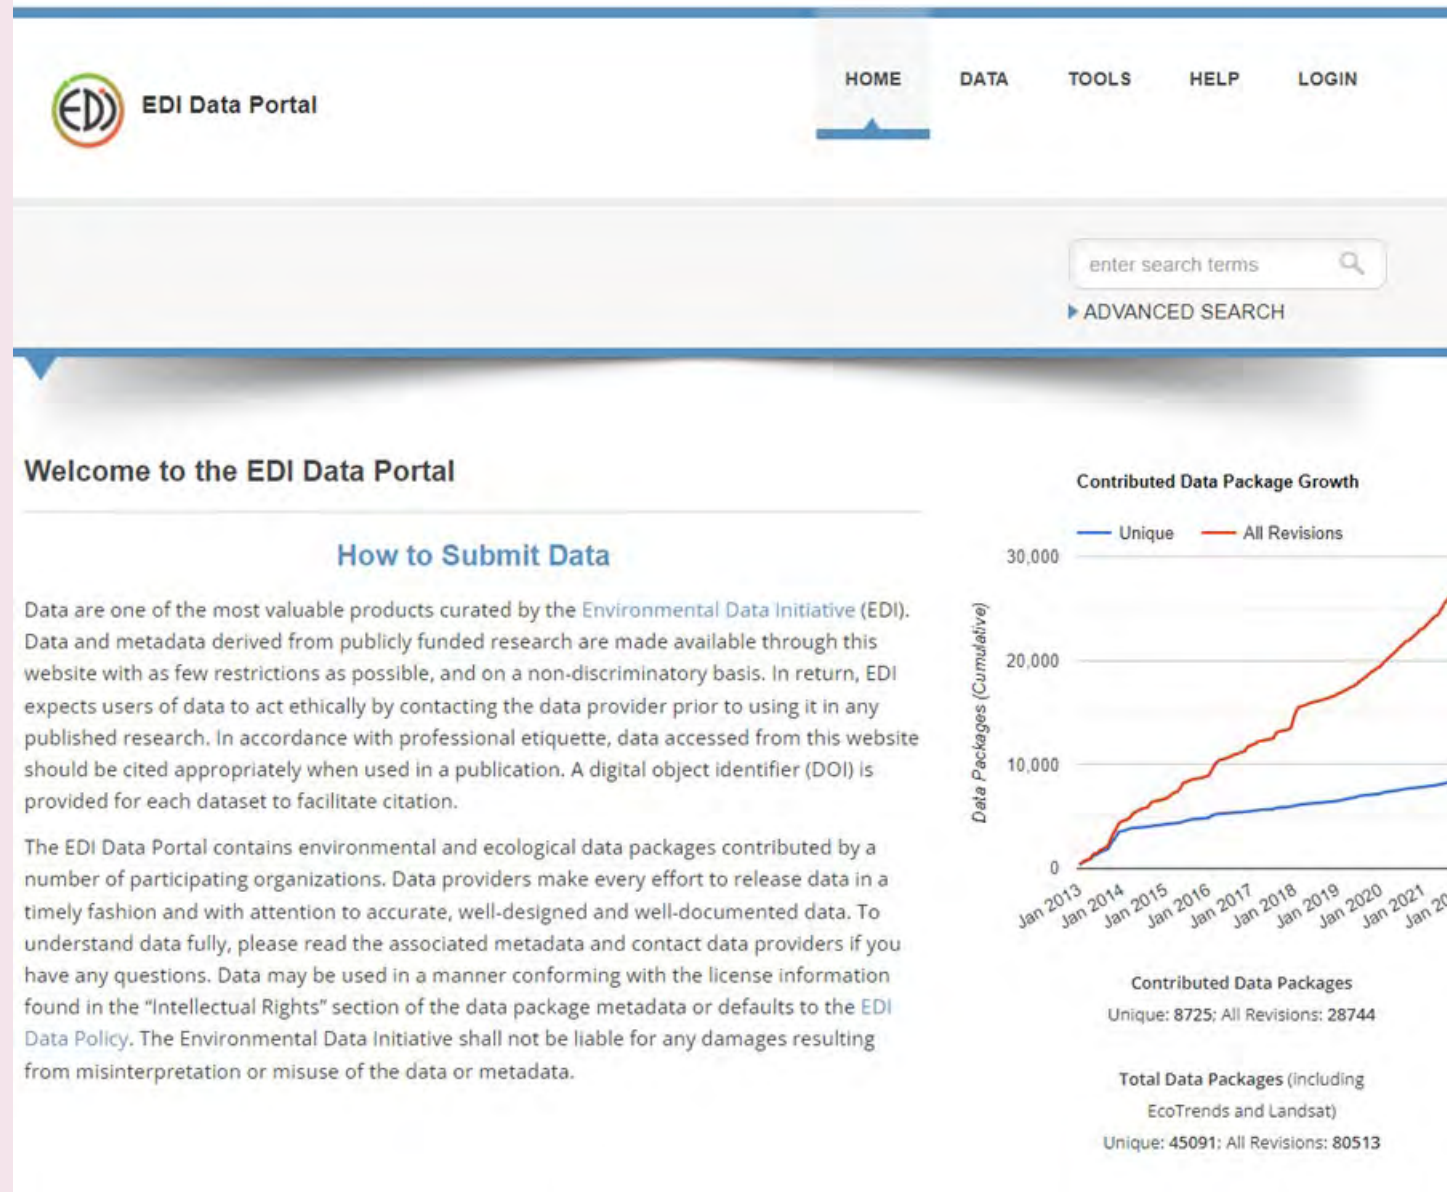 EDI
EDI Data Portal
HOME
DATA
TOOLS
HELP
LOGIN
enter search terms
ADVANCED SEARCH
Welcome to the EDI Data Portal
How to Submit Data
Data are one of the most valuable products curated by the Environmental Data Initiative (EDI).
Data and metadata derived from publicly funded research are made available through this
website with as few restrictions as possible, and on a non-discriminatory basis. In return, EDI
expects users of data to act ethically by contacting the data provider prior to using it in any
published research. In accordance with professional etiquette, data accessed from this website
should be cited appropriately when used in a publication. A digital object identifier (DOI) is
provided for each dataset to facilitate citation.
The EDI Data Portal contains environmental and ecological data packages contributed by a
number of participating organizations. Data providers make every effort to release data in a
timely fashion and with attention to accurate, well-designed and well-documented data. To
understand data fully, please read the associated metadata and contact data providers if you
have any questions. Data may be used in a manner conforming with the license information
found in the “Intellectual Rights” section of the data package metadata or defaults to the EDI
Data Policy. The Environmental Data Initiative shall not be liable for any damages resulting
from misinterpretation or misuse of the data or metadata.
Contributed Data Package Growth
Unique
All Revisions
Data Packages (Cumulative)
30,000
20,000
10,000
0
Jan 2013
Jan 2014
Jan 2015
Jan 2016
Jan 2017
Jan 2018
Jan 2019
Jan 2020
Jan 2021
Jan 20
Contributed Data Packages
Unique: 8725; All Revisions: 28744
Total Data Packages (including
EcoTrends and Landsat)
Unique: 45091; All Revisions: 80513